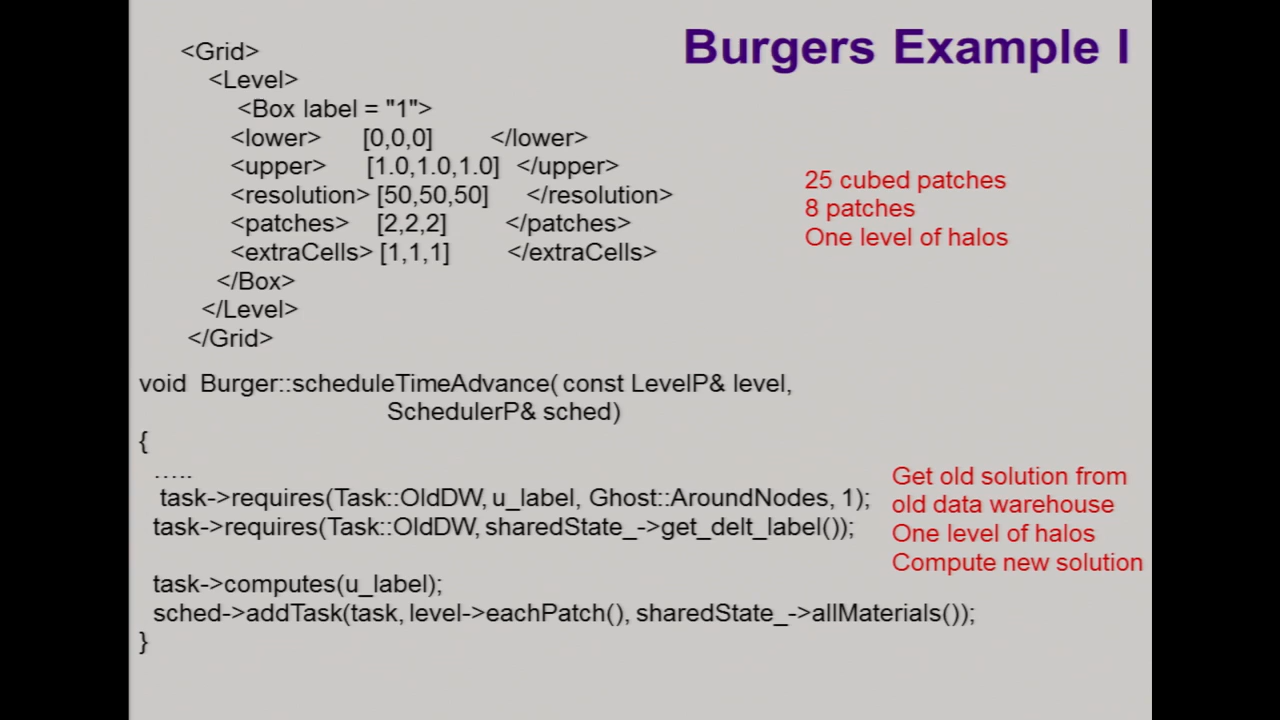 Burgers Example I
<Grid>
<Level>
<Box label = "1">
<lower> [0,0,0] </lower>
<upper> [1.0,1.0,1.0] </upper>
<resolution> [50,50,50] </resolution>
<patches> [2,2,2] </patches>
<extraCells> [1,1,1] </extraCells>
</Box>
</Level>
</Grid>
25 cubed patches
8 patches
One level of halos
void Burger::scheduleTimeAdvance( const LevelP& level,
SchedulerP& sched)
{
.....
task->requires(Task::OldDW, u_label, Ghost::AroundNodes, 1);
task->requires(Task::OldDW, sharedState_->get_delt_label());
task->computes(u_label);
sched->addTask(task, level->eachPatch(), sharedState_->allMaterials());
}
Get old solution from
old data warehouse
One level of halos
Compute new solution